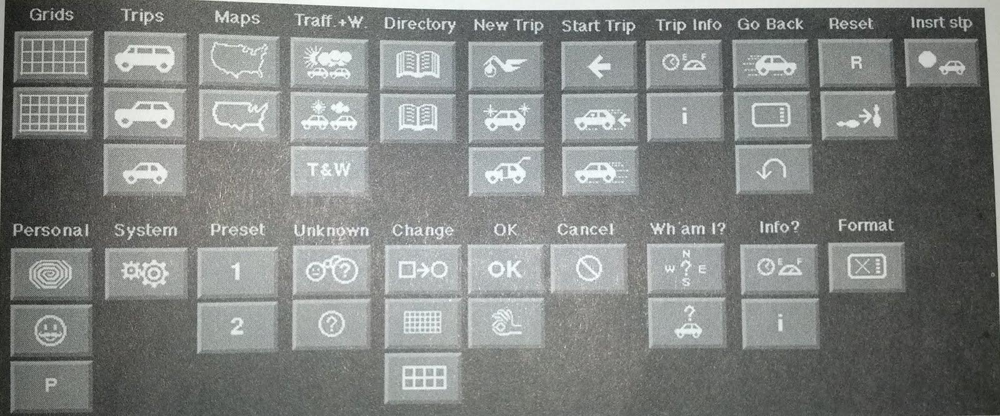 Grids Trips Maps Traff.+W. Directory New Trip Start Trip Trip Info Go Back Reset Insrt stp
E F R
i
T&W
Personal System Preset Unknown Change OK Cancel Wh'am I? Info? Format
1 ? OK N W ? E S E F
2 ? ? i
P